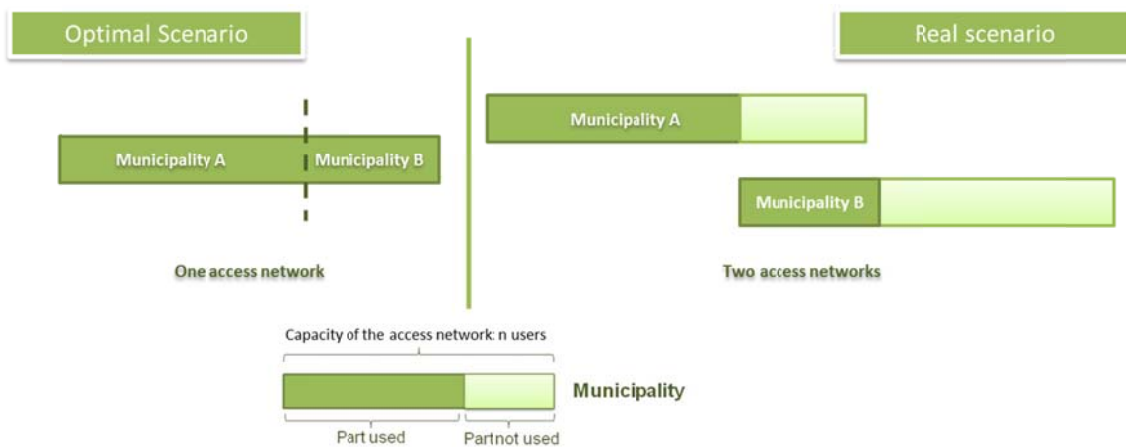 Optimal Scenario
Real scenario
Municipality A
Municipality B
One access network
Municipality A
Municipality B
Two access networks
Capacity of the access network: n users
Municipality
Part used
Part not used